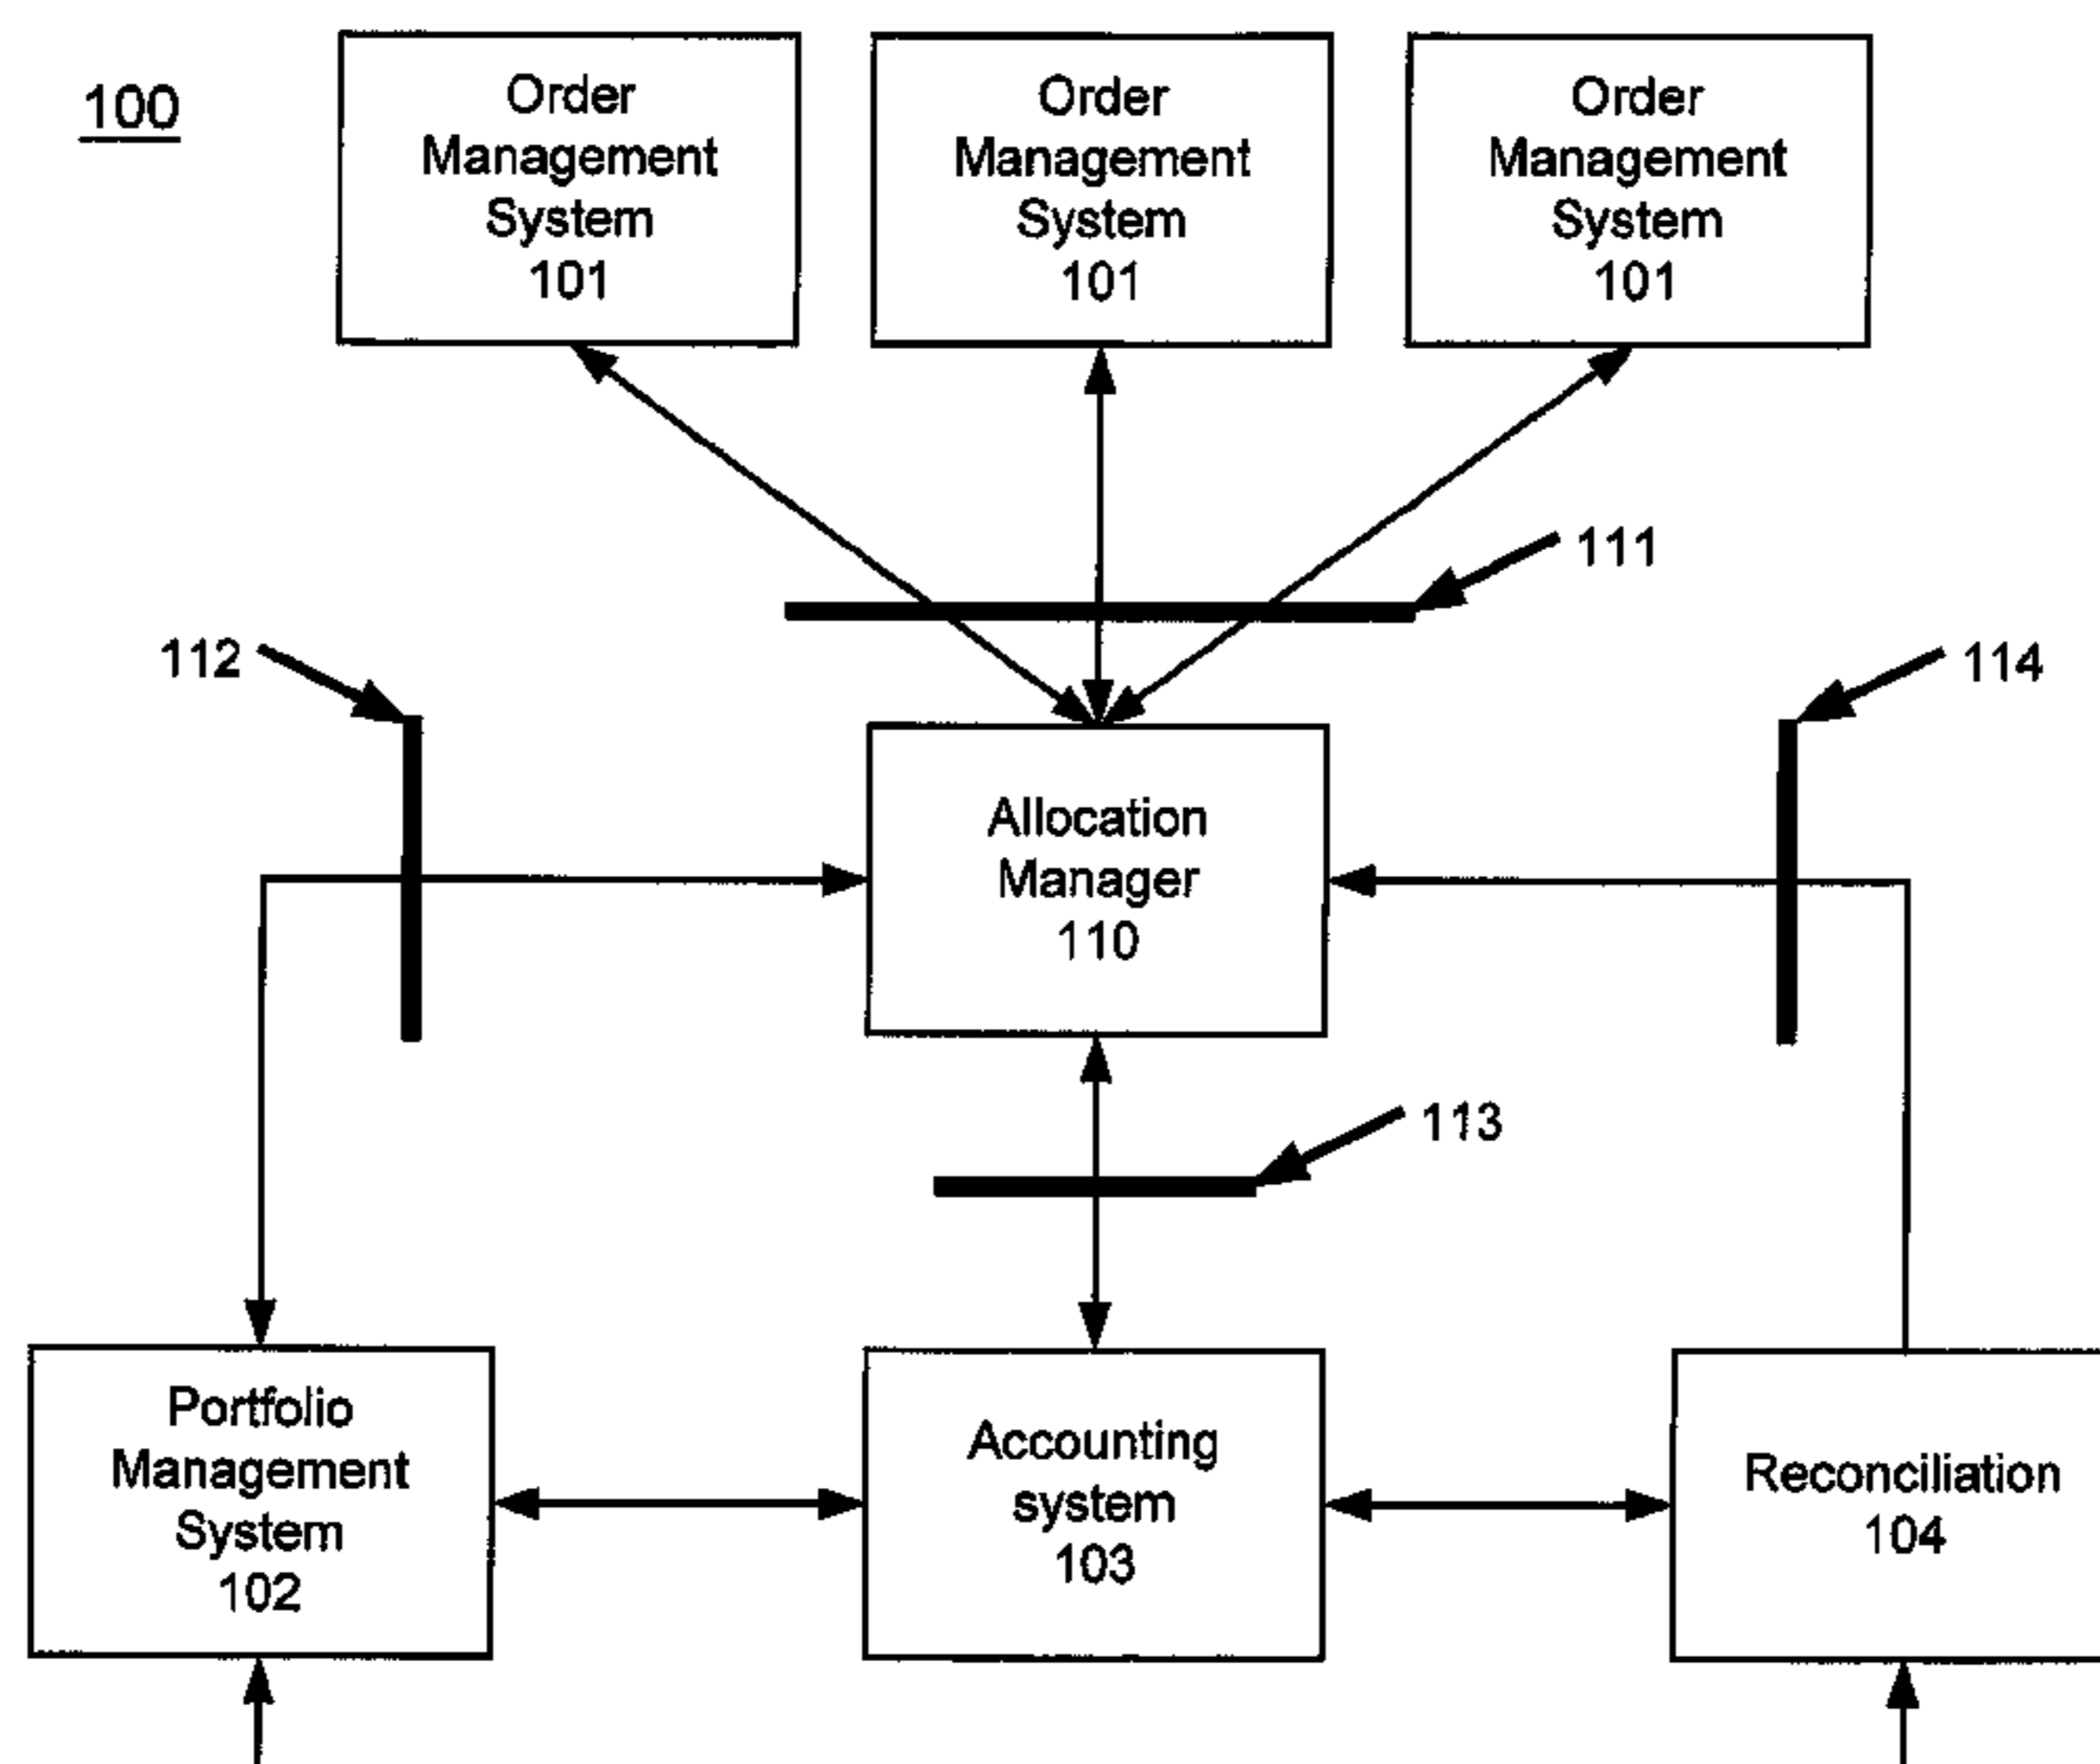 100
Order
Management
System
101
Order
Management
System
101
Order
Management
System
101
111
112
114
Allocation
Manager
110
113
Portfolio
Management
System
102
Accounting
system
103
Reconciliation
104